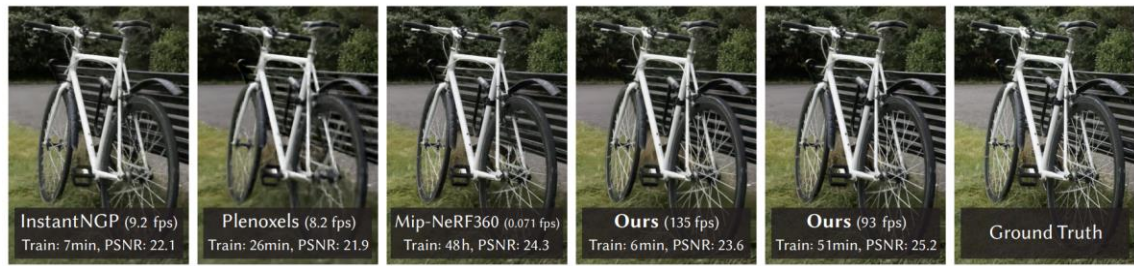 InstantNGP (9.2 fps)
Train: 7min, PSNR: 22.1
Plenoxels (8.2 fps)
Train: 26min, PSNR: 21.9
Mip-NeRF360 (0.071 fps)
Train: 48h, PSNR: 24.3
Ours (135 fps)
Train: 6min, PSNR: 23.6
Ours (93 fps)
Train: 51min, PSNR: 25.2
Ground Truth